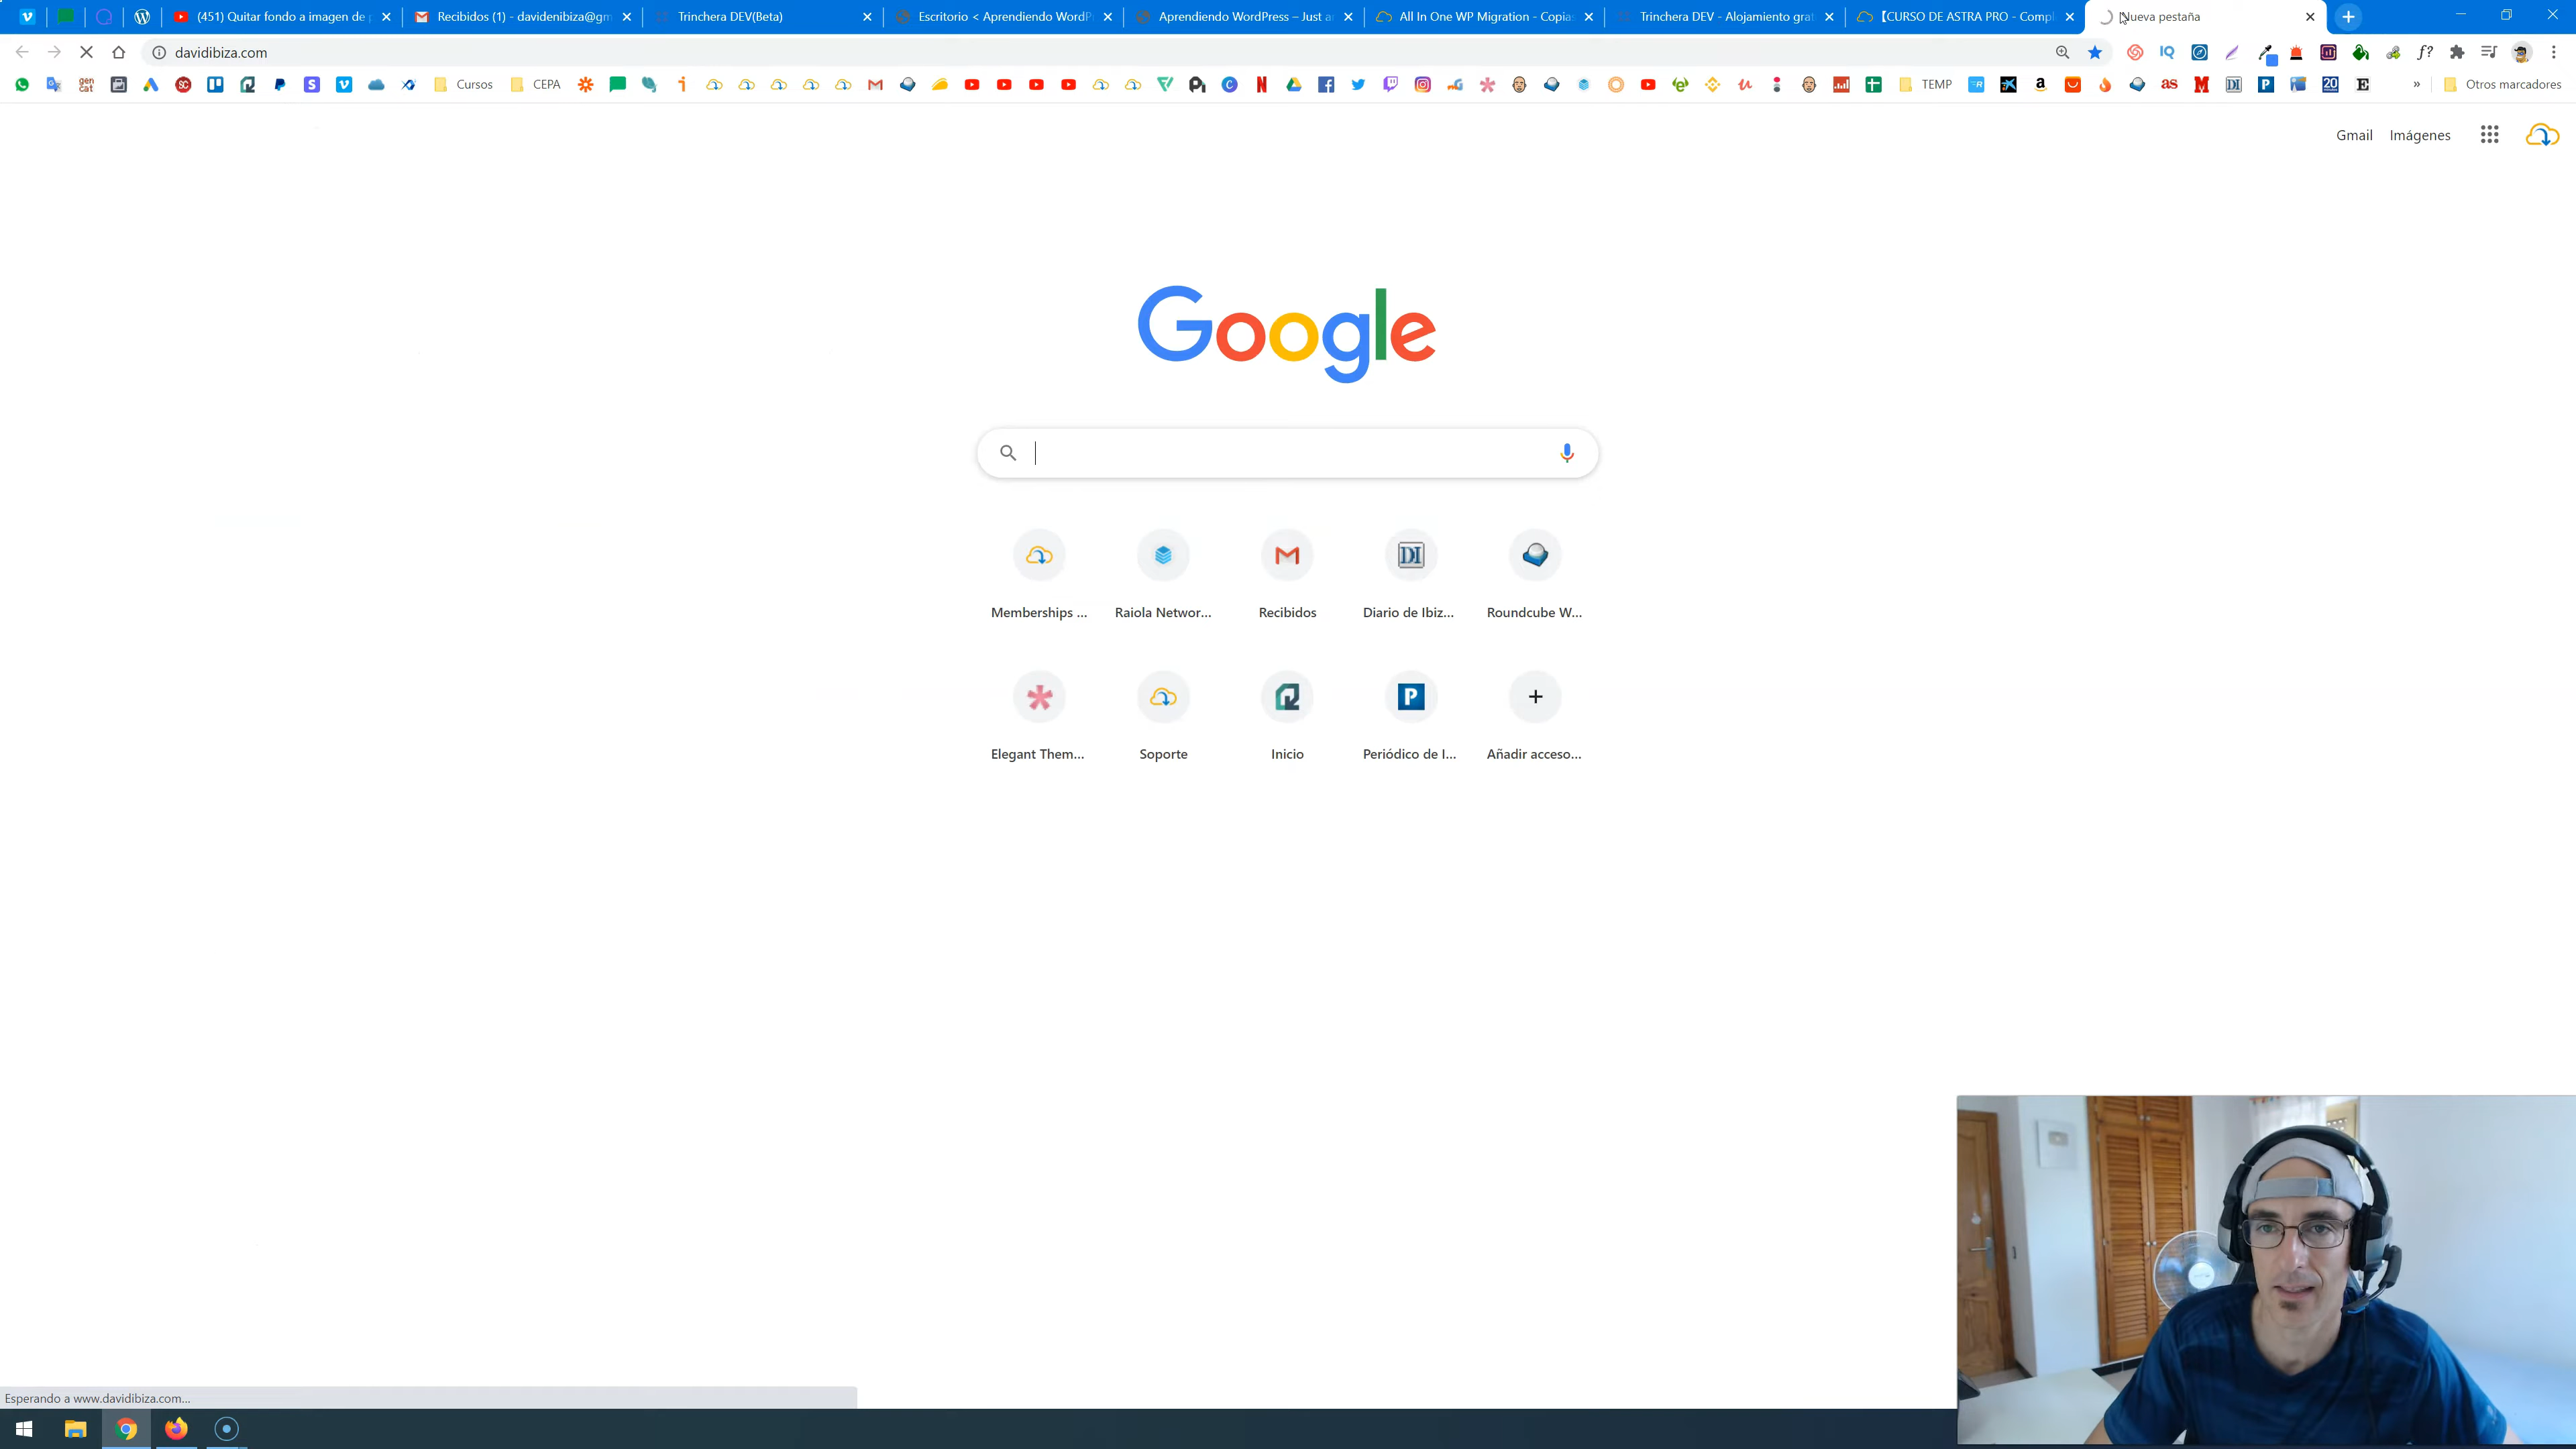 (451) Quitar fondo a imagen de p
Recibidos (1) - davidenibiza@gm
Trinchera DEV(Beta)
Escritorio < Aprendiendo WordPr
Aprendiendo WordPress – Just an
All In One WP Migration - Copias
Trinchera DEV - Alojamiento grat
【CURSO DE ASTRA PRO - Compl
Nueva pestaña
davidibiza.com
Cursos
CEPA
TEMP
Otros marcadores
Gmail
Imágenes
Google
Memberships ...
Raiola Networ...
Recibidos
Diario de Ibiz...
Roundcube W...
Elegant Them...
Soporte
Inicio
Periódico de I...
Añadir acceso...
Esperando a www.davidibiza.com...